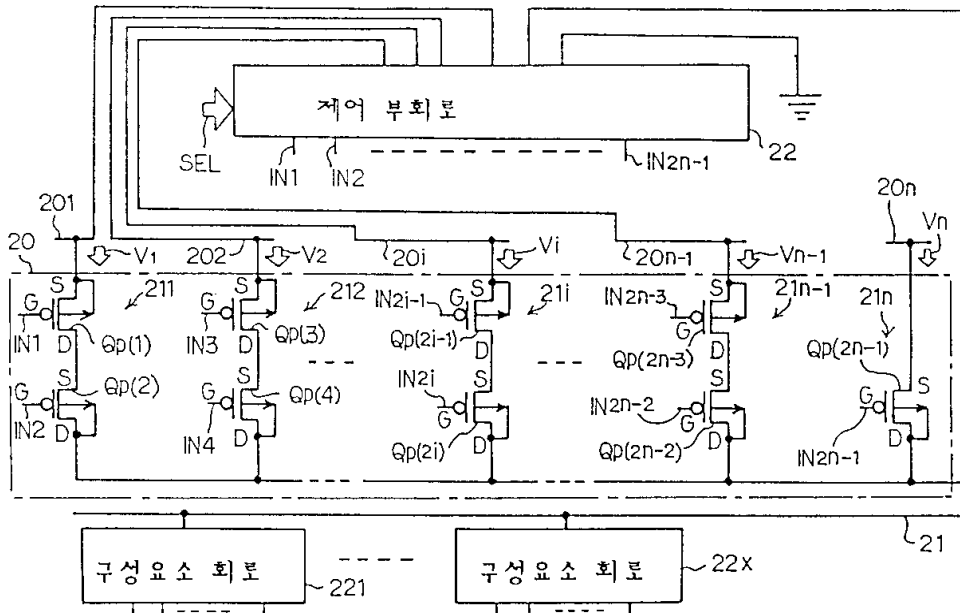 제어 부회로
SEL
IN1
IN2
IN2n-1
22
201
20
V1
202
V2
20i
Vi
20n-1
Vn-1
20n
Vn
S
G
211
IN1
Qp(1)
D
S
G
Qp(2)
IN2
D
S
G
212
IN3
Qp(3)
D
S
G
Qp(4)
IN4
D
IN2i-1
S
G
21i
Qp(2i-1)
D
IN2i
S
G
Qp(2i)
D
IN2n-3
S
G
21n-1
Qp(2n-3)
D
S
IN2n-2
G
Qp(2n-2)
D
21n
Qp(2n-1)
S
G
D
IN2n-1
21
구성요소 회로
221
구성요소 회로
22X